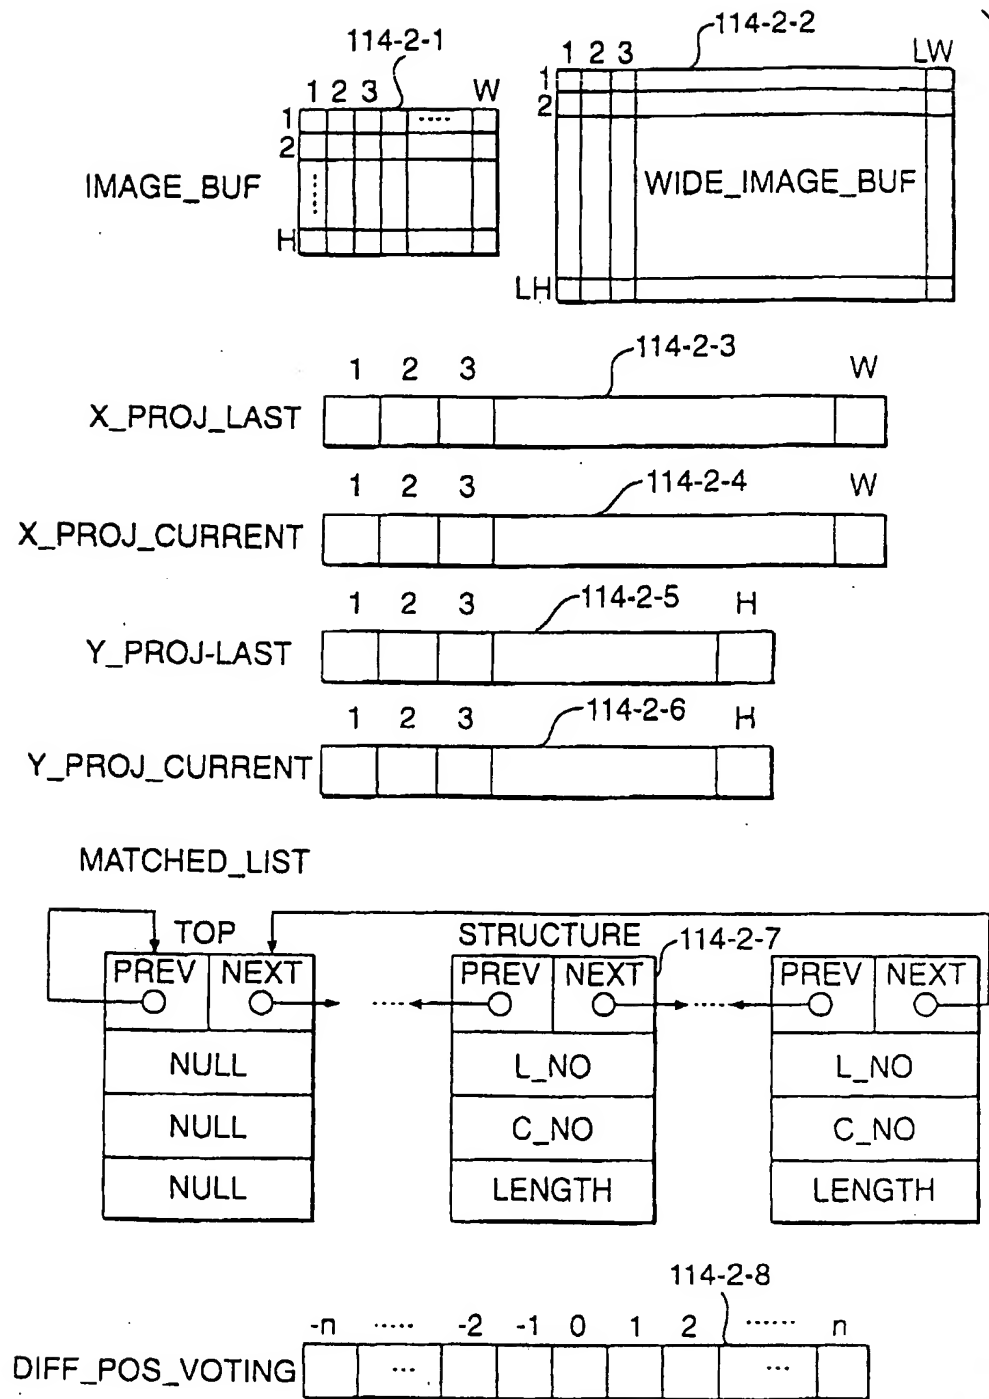 114-2-1
1 2 3 W
1 ....
2
IMAGE_BUF
......
H
114-2-2
1 2 3 LW
1
2
WIDE_IMAGE_BUF
LH
114-2-3
1 2 3 W
X_PROJ_LAST
114-2-4
1 2 3 W
X_PROJ_CURRENT
114-2-5
1 2 3 H
Y_PROJ-LAST
114-2-6
1 2 3 H
Y_PROJ_CURRENT
MATCHED_LIST
TOP
PREV NEXT
NULL
NULL
NULL
.....
STRUCTURE
114-2-7
PREV NEXT
L_NO
C_NO
LENGTH
.....
PREV NEXT
L_NO
C_NO
LENGTH
114-2-8
-n ..... -2 -1 0 1 2 ...... n
DIFF_POS_VOTING ... ...